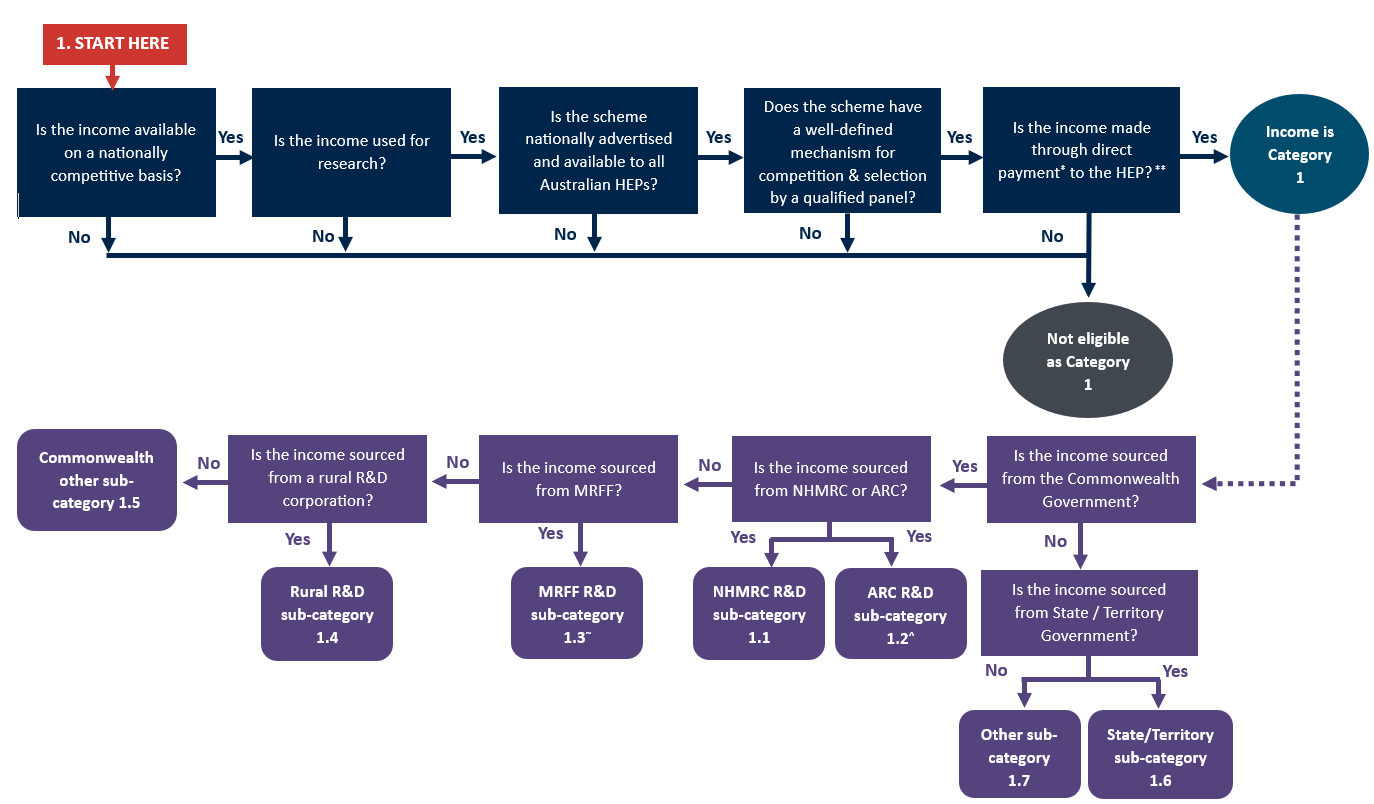 1. START HERE
Is the income available
on a nationally
competitive basis?
Yes
Is the income used for
research?
Yes
Is the scheme
nationally advertised
and available to all
Australian HEPs?
Yes
Does the scheme have
a well-defined
mechanism for
competition & selection
by a qualified panel?
Yes
Is the income made
through direct
payment* to the HEP?**
Yes
Income is
Category
1
No
No
No
No
No
Not eligible
as Category
1
Commonwealth
other sub-
category 1.5
No
Is the income sourced
from a rural R&D
corporation?
No
Is the income sourced
from MRFF?
No
Is the income sourced
from NHMRC or ARC?
Yes
Is the income sourced
from the Commonwealth
Government?
Yes
Yes
Yes
Yes
No
Rural R&D
sub-category
1.4
MRFF R&D
sub-category
1.3~
NHMRC R&D
sub-category
1.1
ARC R&D
sub-category
1.2^
Is the income sourced
from State / Territory
Government?
No
Yes
Other sub-
category
1.7
State/Territory
sub-category
1.6